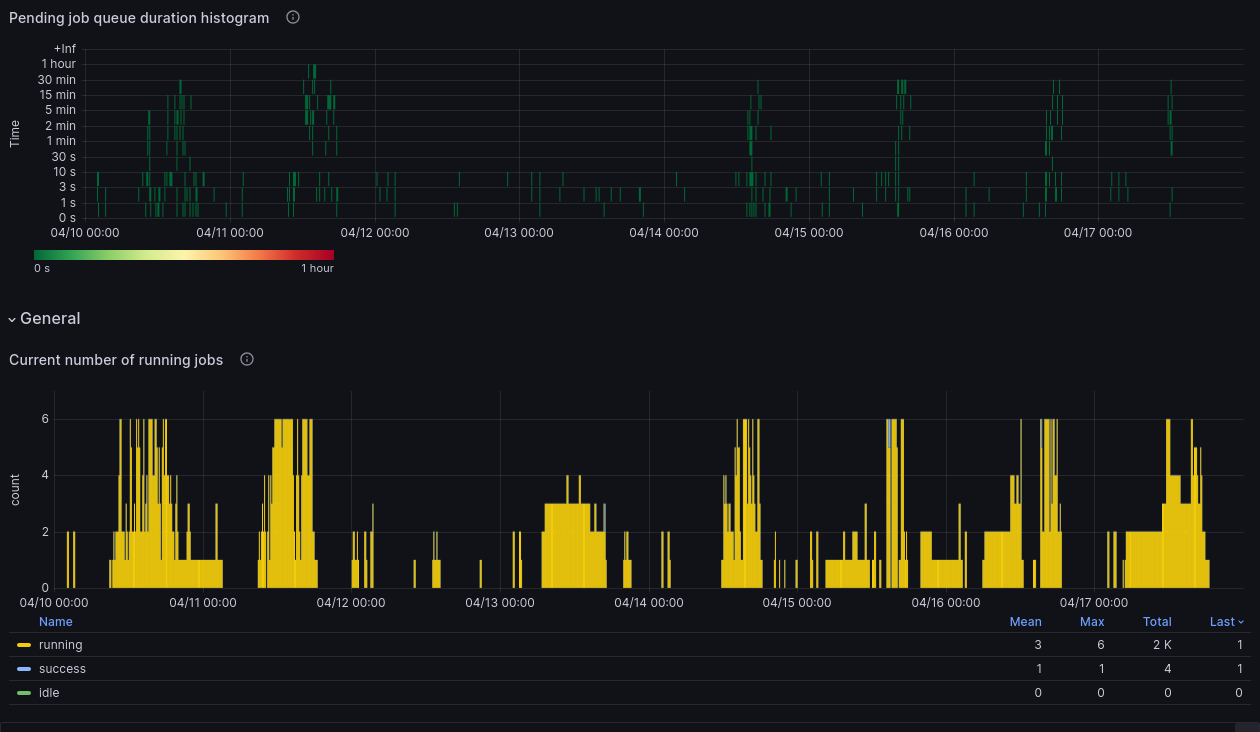 Pending job queue duration histogram
+Inf
1 hour
30 min
15 min
5 min
2 min
1 min
30 s
10 s
3 s
1 s
0 s
Time
04/10 00:00 04/11 00:00 04/12 00:00 04/13 00:00 04/14 00:00 04/15 00:00 04/16 00:00 04/17 00:00
0 s 1 hour
General
Current number of running jobs
6
4
2
0
count
04/10 00:00 04/11 00:00 04/12 00:00 04/13 00:00 04/14 00:00 04/15 00:00 04/16 00:00 04/17 00:00
Name Mean Max Total Last
running 3 6 2 K 1
success 1 1 4 1
idle 0 0 0 0